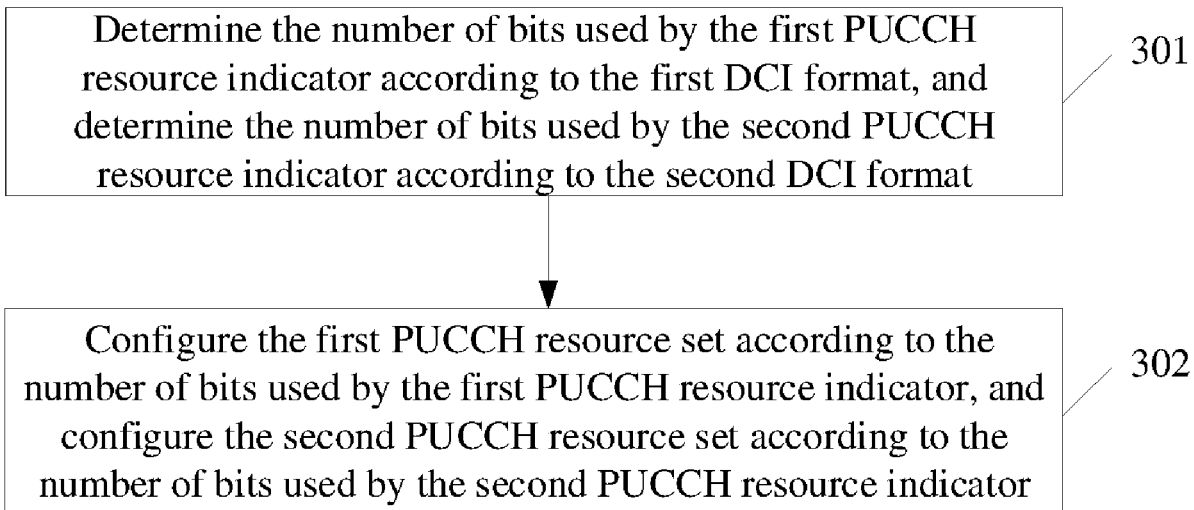 Determine the number of bits used by the first PUCCH
resource indicator according to the first DCI format, and
determine the number of bits used by the second PUCCH
resource indicator according to the second DCI format
301
Configure the first PUCCH resource set according to the
number of bits used by the first PUCCH resource indicator, and
configure the second PUCCH resource set according to the
number of bits used by the second PUCCH resource indicator
302